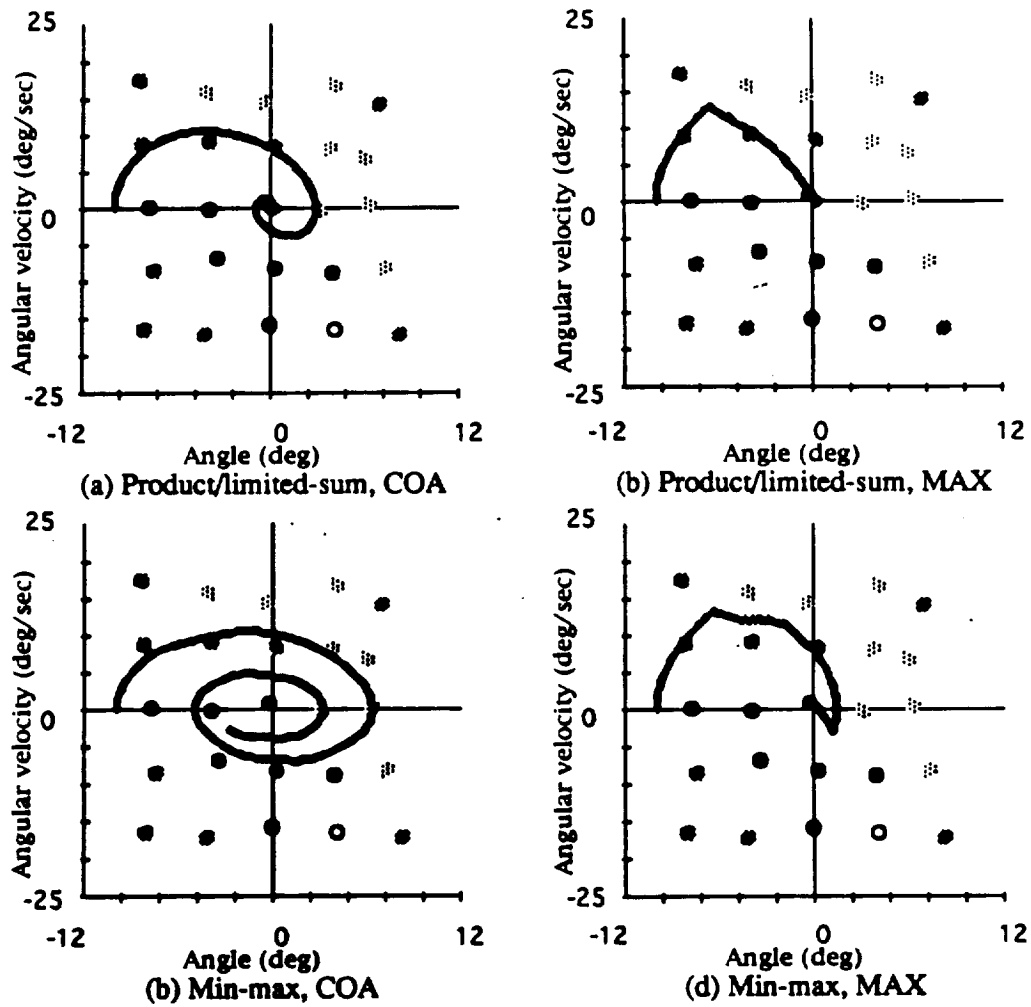 25
Angular velocity (deg/sec)
0
-25
-12 0 12
Angle (deg)
(a) Product/limited-sum, COA
25
Angular velocity (deg/sec)
0
-25
-12 0 12
Angle (deg)
(b) Product/limited-sum, MAX
25
Angular velocity (deg/sec)
0
-25
-12 0 12
Angle (deg)
(b) Min-max, COA
25
Angular velocity (deg/sec)
0
-25
-12 0 12
Angle (deg)
(d) Min-max, MAX